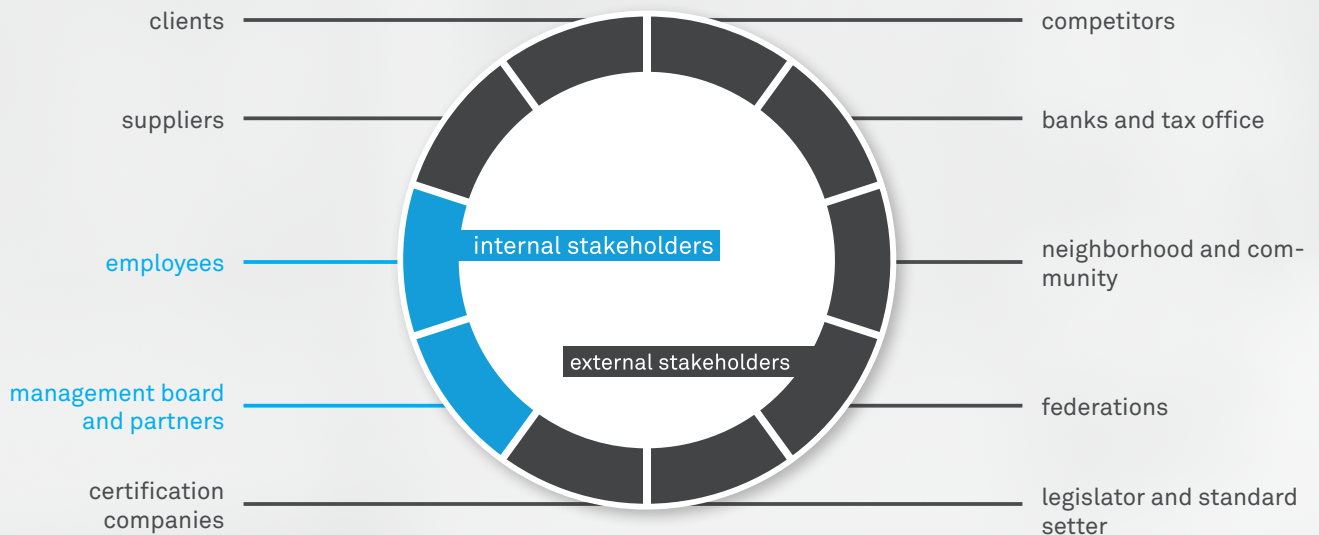 clients
competitors
suppliers
banks and tax office
internal stakeholders
employees
neighborhood and com-
munity
external stakeholders
management board
and partners
federations
certification
companies
legislator and standard
setter